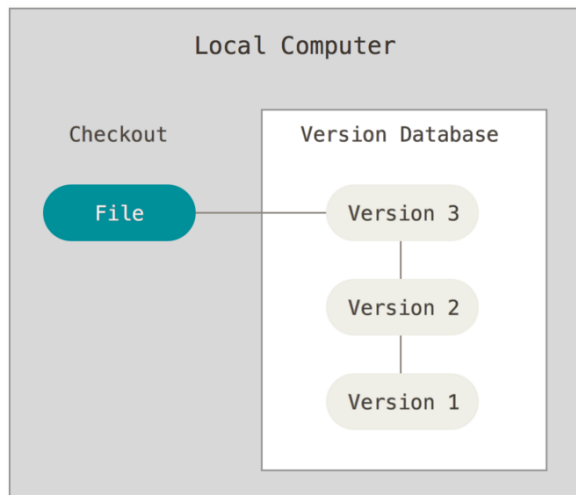 Local Computer
Checkout
Version Database
File
Version 3
Version 2
Version 1